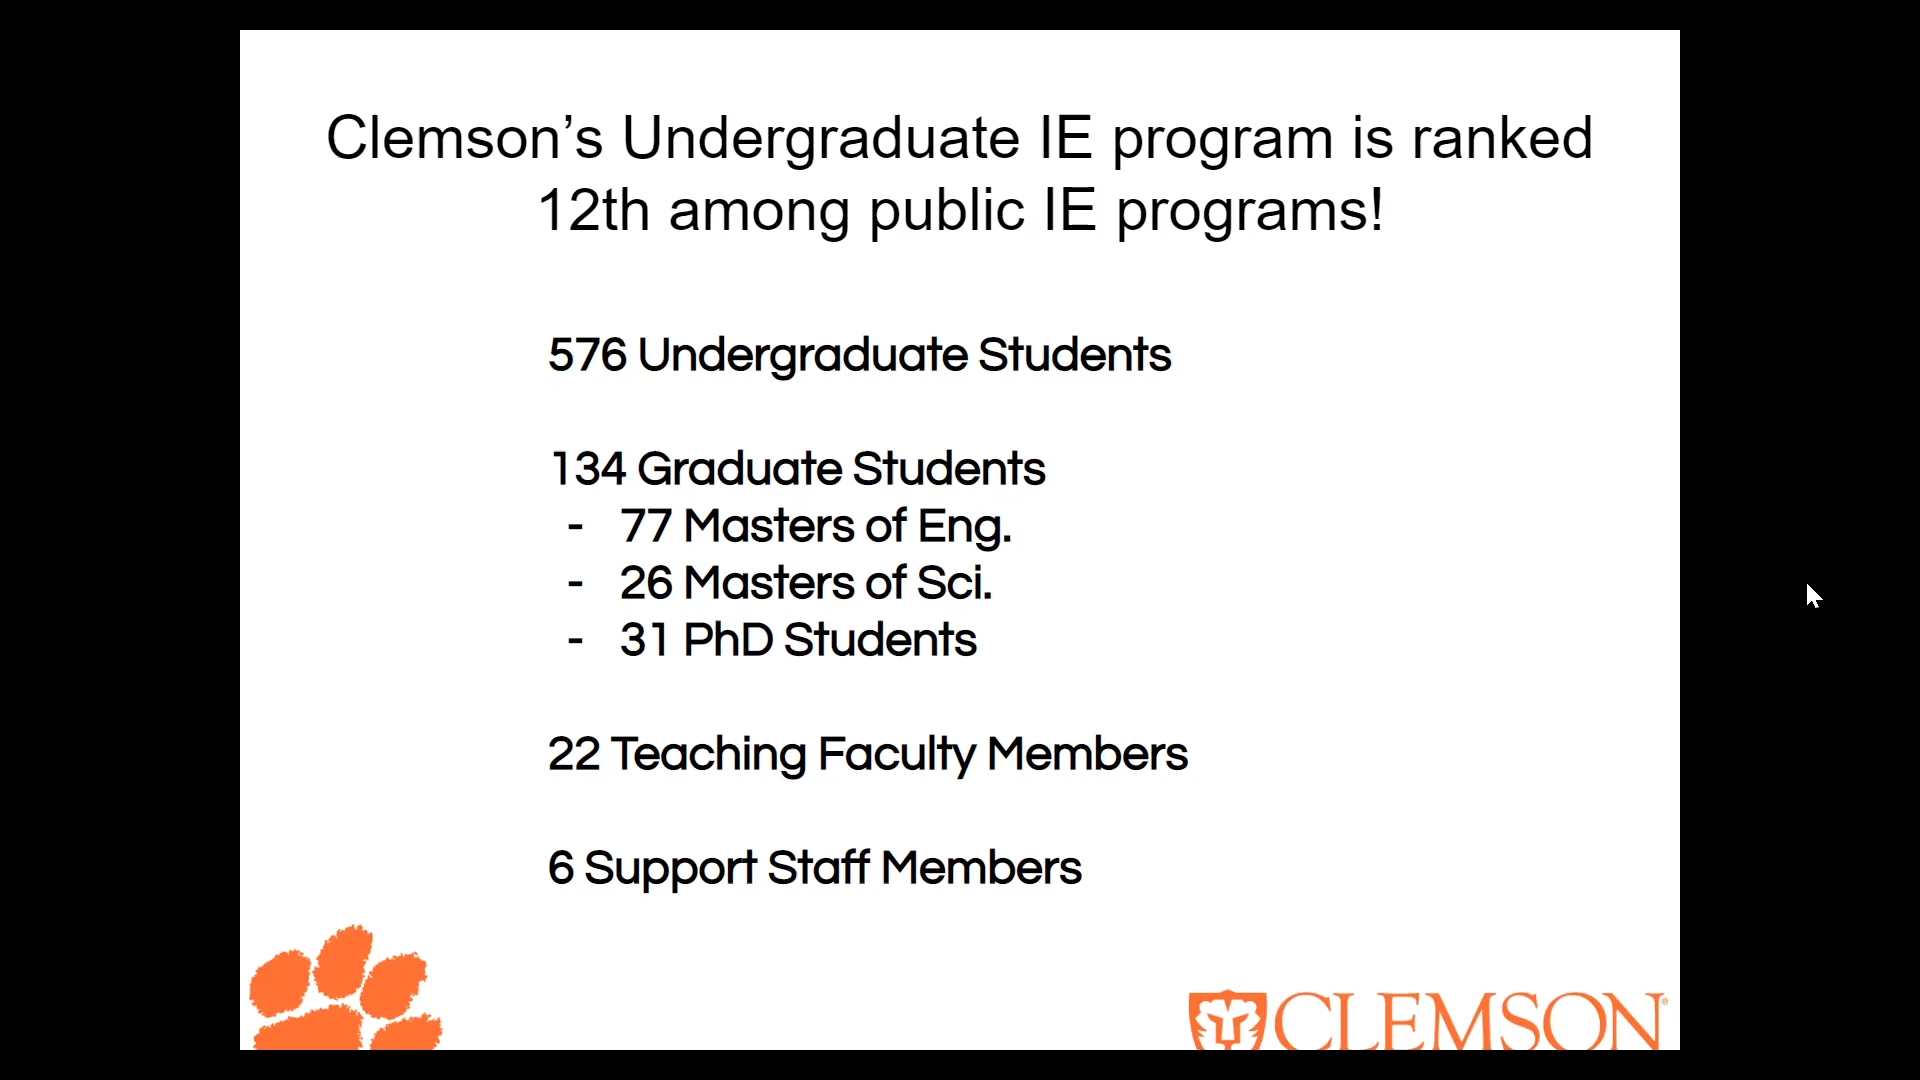 Clemson’s Undergraduate IE program is ranked
12th among public IE programs!
576 Undergraduate Students
134 Graduate Students
- 77 Masters of Eng.
- 26 Masters of Sci.
- 31 PhD Students
22 Teaching Faculty Members
6 Support Staff Members
CLEMSON®